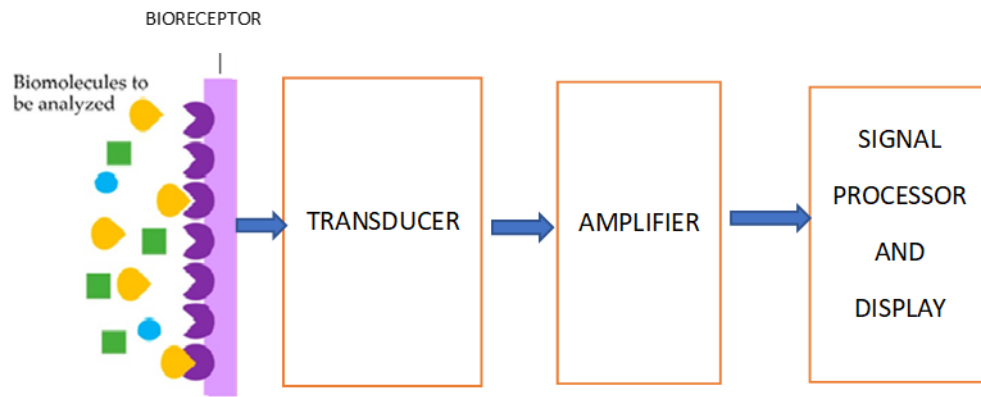 BIORECEPTOR
Biomolecules to
be analyzed
TRANSDUCER
AMPLIFIER
SIGNAL
PROCESSOR
AND
DISPLAY